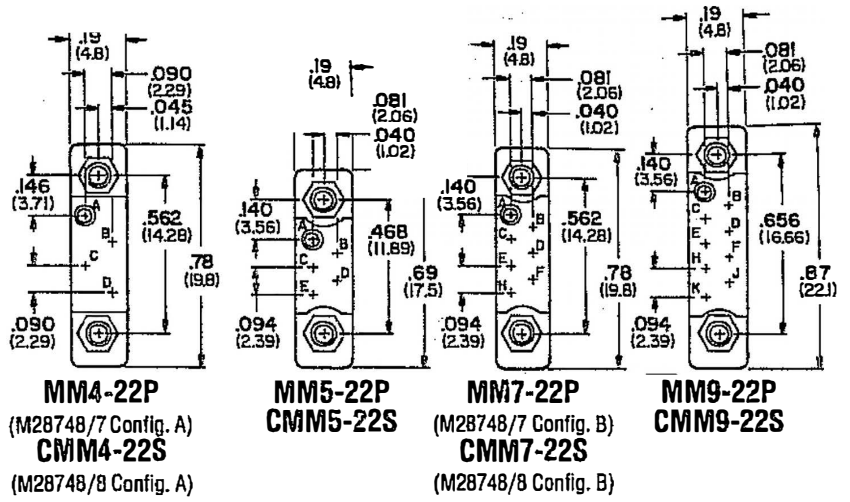 .19
(4.8)
.090
(2.29)
.045
(1.14)
.146
(3.71)
A
B
C
D
.562
(14.28)
.78
(19.8)
.090
(2.29)
MM4-22P
(M28748/7 Config. A)
CMM4-22S
(M28748/8 Config. A)
.19
(4.8)
.081
(2.06)
.040
(1.02)
.140
(3.56)
A
B
C
D
E
.468
(11.89)
.69
(17.5)
.094
(2.39)
MM5-22P
CMM5-22S
.19
(4.8)
.081
(2.06)
.040
(1.02)
.140
(3.56)
A
B
C
D
E
F
H
.562
(14.28)
.78
(19.8)
.094
(2.39)
MM7-22P
(M28748/7 Config. B)
CMM7-22S
(M28748/8 Config. B)
.19
(4.8)
.081
(2.06)
.040
(1.02)
.140
(3.56)
A
B
C
D
E
F
H
J
K
.656
(16.66)
.87
(22.1)
.094
(2.39)
MM9-22P
CMM9-22S